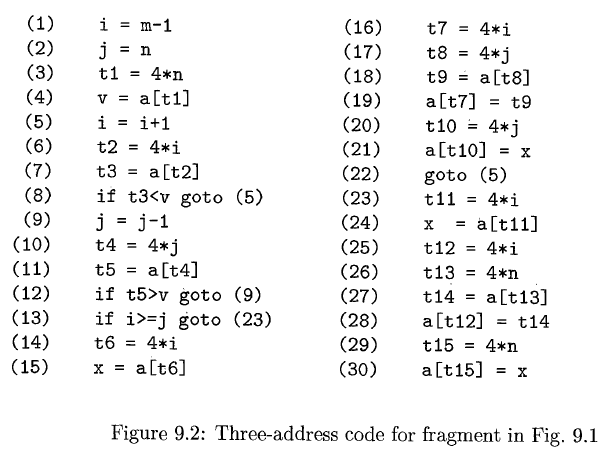 (1) i = m-1
(2) j = n
(3) t1 = 4*n
(4) v = a[t1]
(5) i = i+1
(6) t2 = 4*i
(7) t3 = a[t2]
(8) if t3<v goto (5)
(9) j = j-1
(10) t4 = 4*j
(11) t5 = a[t4]
(12) if t5>v goto (9)
(13) if i>=j goto (23)
(14) t6 = 4*i
(15) x = a[t6]
(16) t7 = 4*i
(17) t8 = 4*j
(18) t9 = a[t8]
(19) a[t7] = t9
(20) t10 = 4*j
(21) a[t10] = x
(22) goto (5)
(23) t11 = 4*i
(24) x = a[t11]
(25) t12 = 4*i
(26) t13 = 4*n
(27) t14 = a[t13]
(28) a[t12] = t14
(29) t15 = 4*n
(30) a[t15] = x
Figure 9.2: Three-address code for fragment in Fig. 9.1